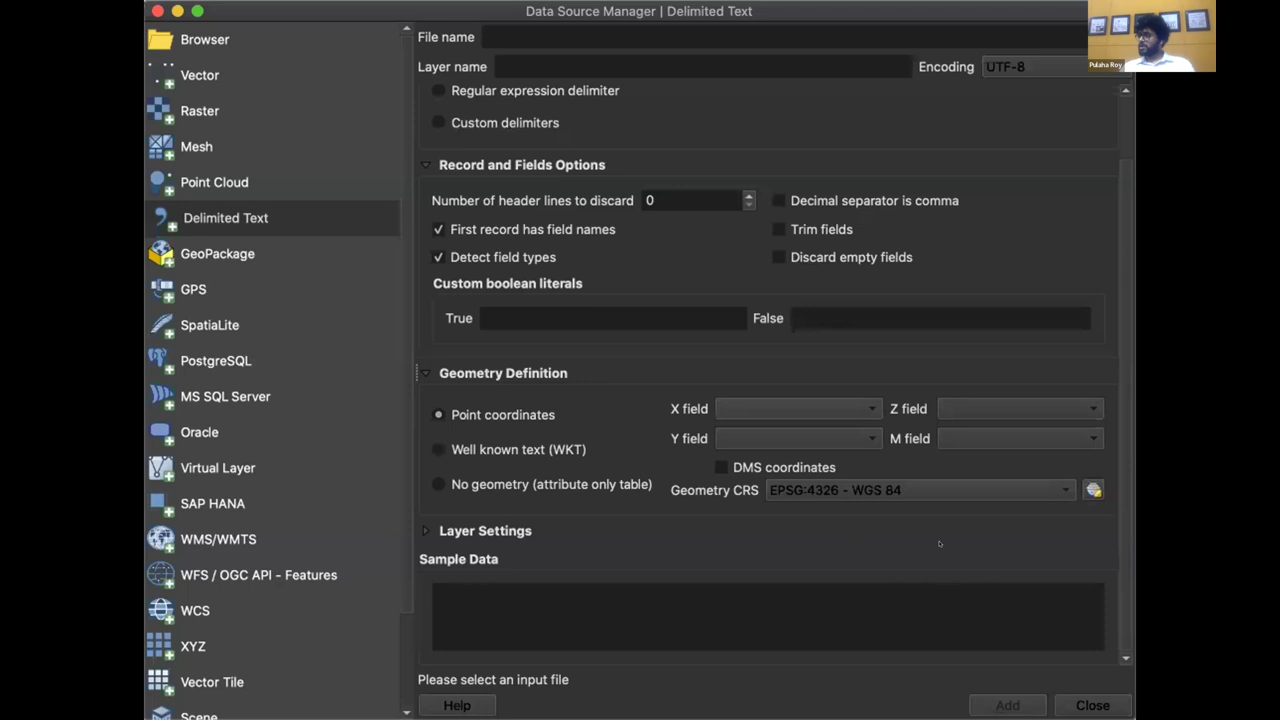 Data Source Manager | Delimited Text
Pulaha Roy
Browser
Vector
Raster
Mesh
Point Cloud
Delimited Text
GeoPackage
GPS
SpatiaLite
PostgreSQL
MS SQL Server
Oracle
Virtual Layer
SAP HANA
WMS/WMTS
WFS / OGC API - Features
WCS
XYZ
Vector Tile
Scene
File name
Layer name Encoding UTF-8
Regular expression delimiter
Custom delimiters
Record and Fields Options
Number of header lines to discard 0 Decimal separator is comma
First record has field names Trim fields
Detect field types Discard empty fields
Custom boolean literals
True False
Geometry Definition
Point coordinates X field Z field
Y field M field
Well known text (WKT)
DMS coordinates
No geometry (attribute only table) Geometry CRS EPSG:4326 - WGS 84
Layer Settings
Sample Data
Please select an input file
Help Add Close